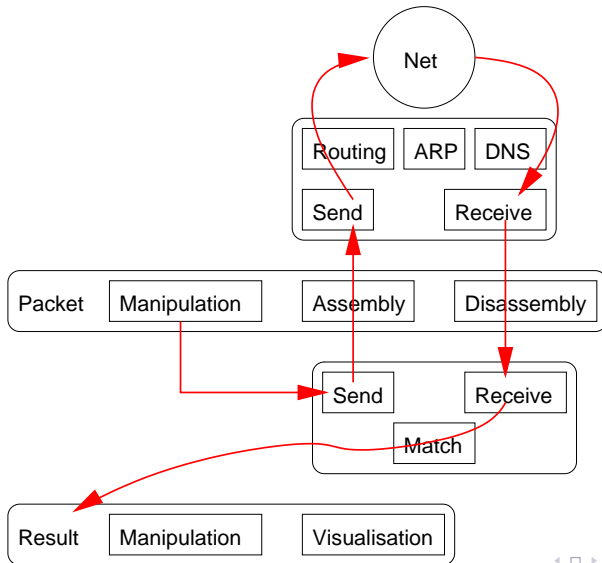 Net
Routing ARP DNS
Send Receive
Packet Manipulation Assembly Disassembly
Send Receive
Match
Result Manipulation Visualisation